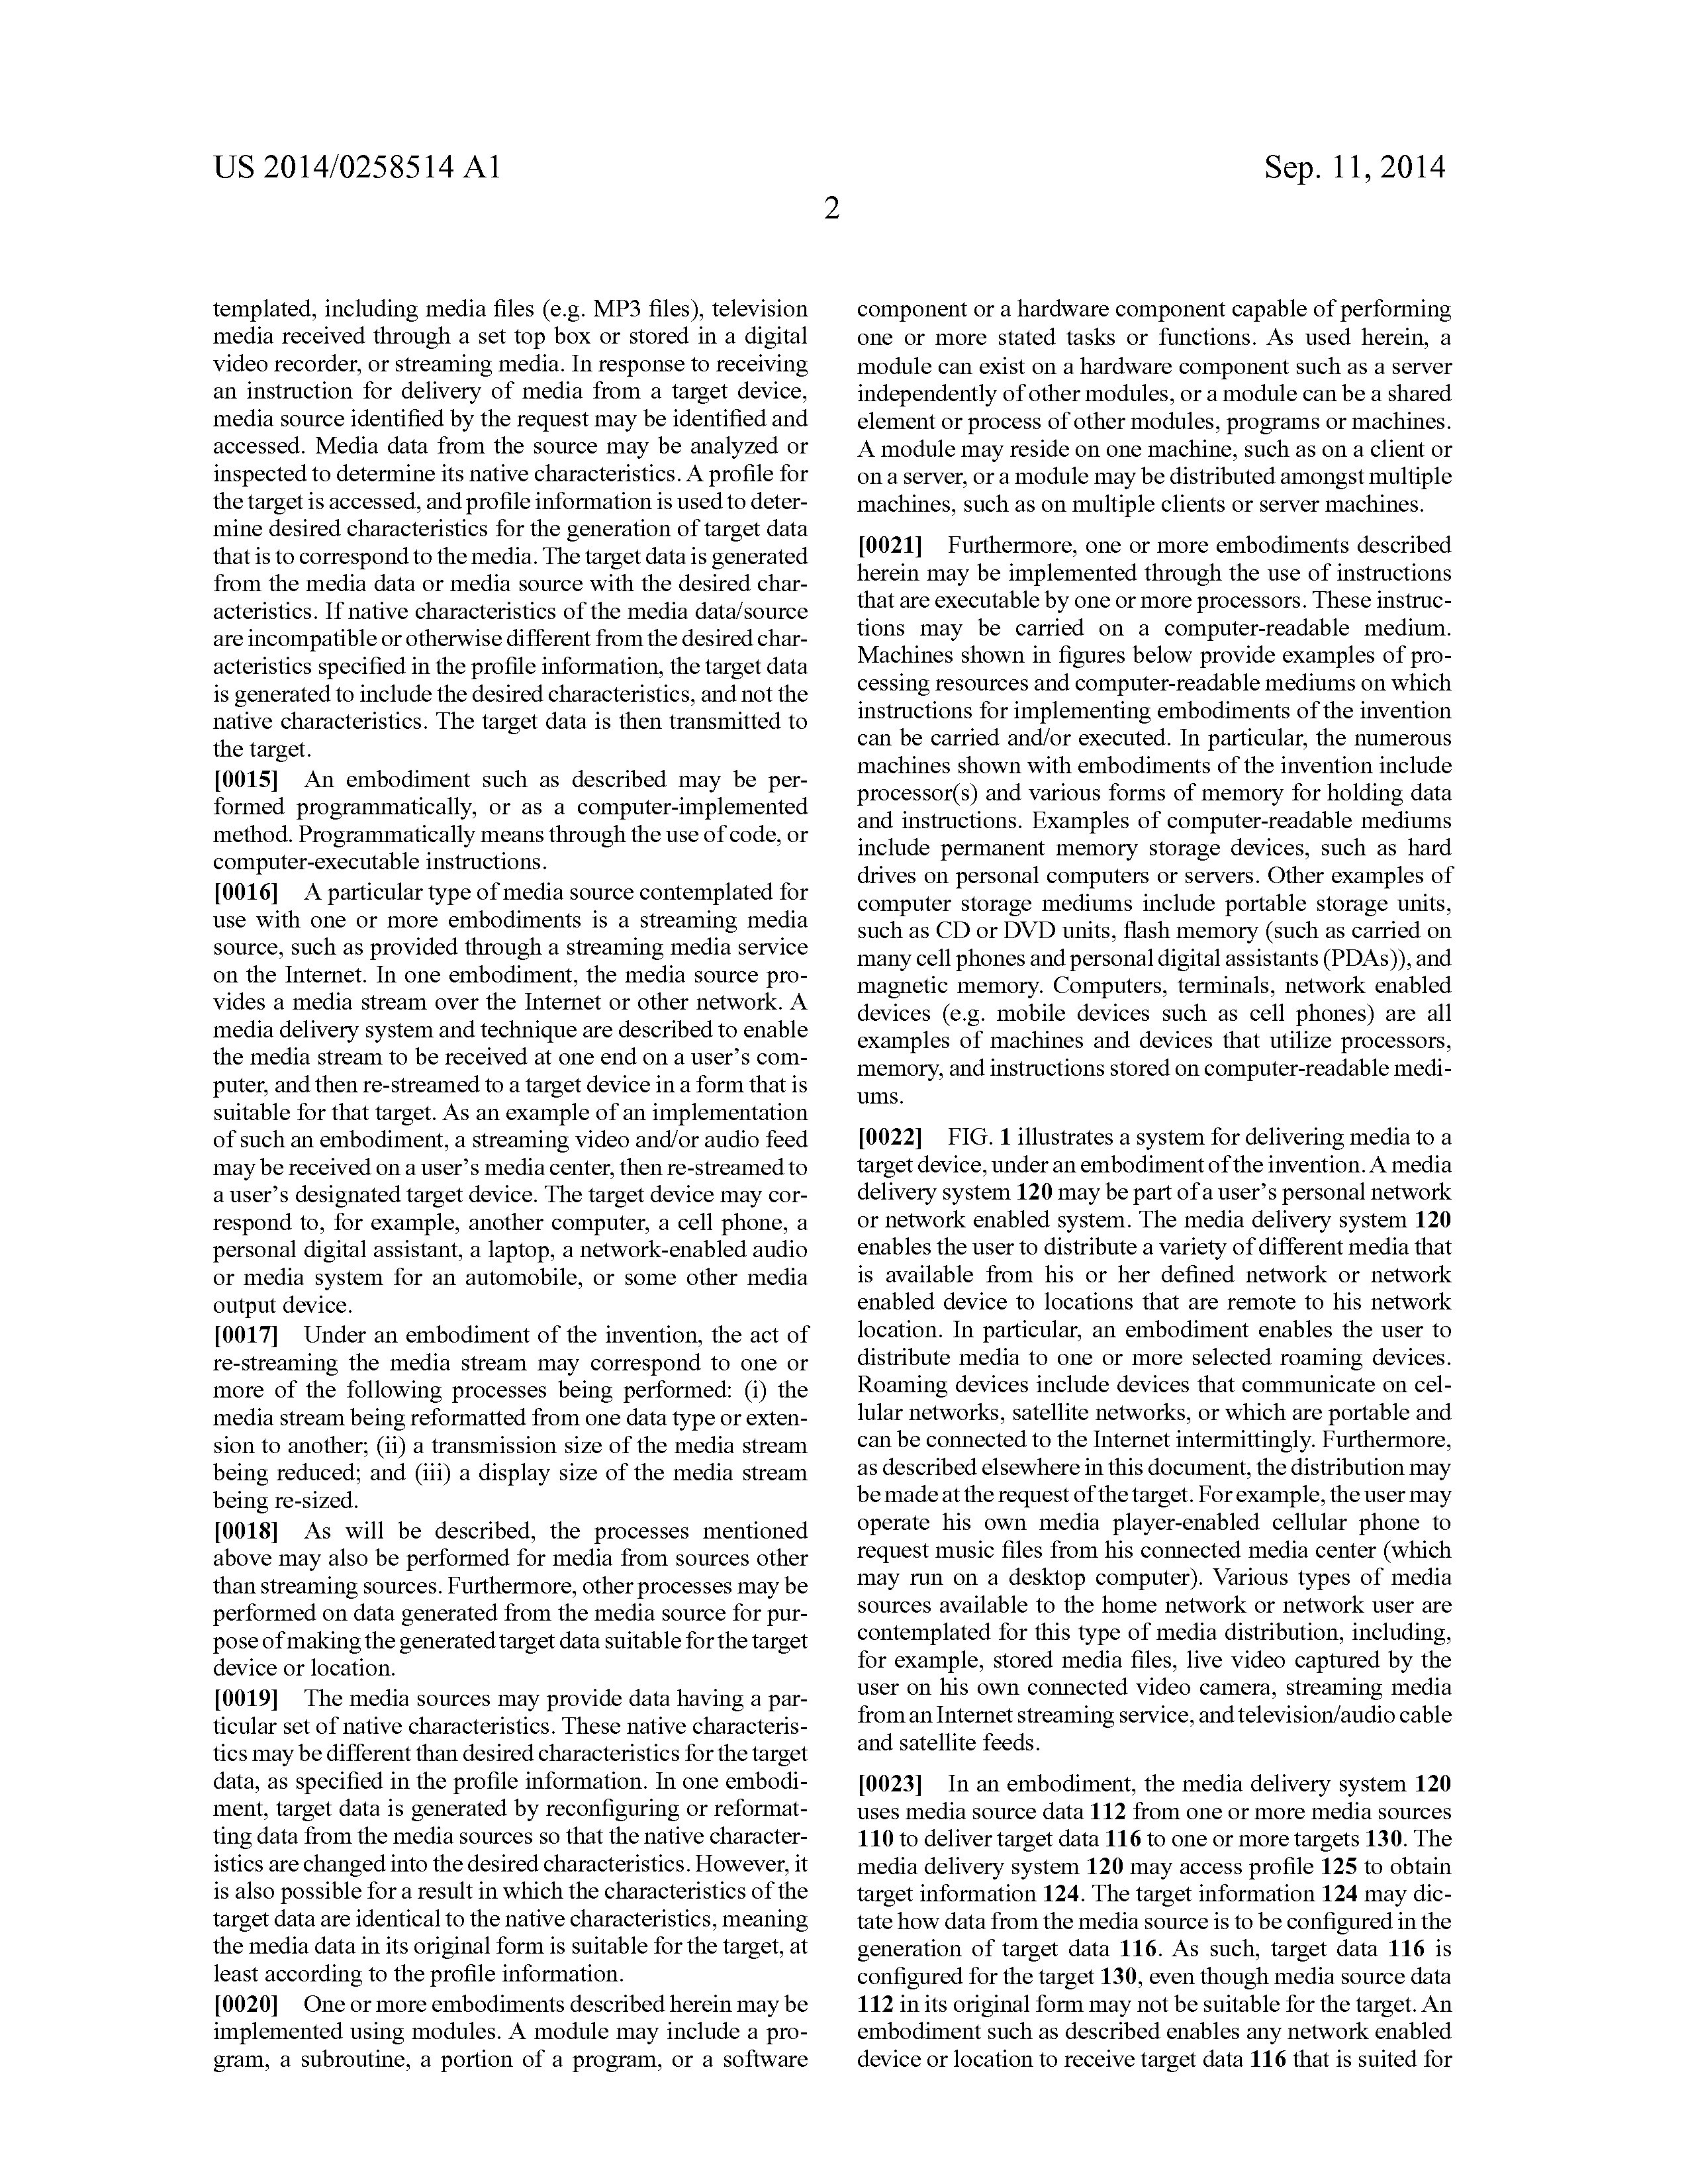 US 2014/0258514 A1
Sep. 11, 2014
2
templated, including media files (e.g. MP3 files), television
media received through a set top box or stored in a digital
video recorder, or streaming media. In response to receiving
an instruction for delivery of media from a target device,
media source identified by the request may be identified and
accessed. Media data from the source may be analyzed or
inspected to determine its native characteristics. A profile for
the target is accessed, and profile information is used to deter-
mine desired characteristics for the generation of target data
that is to correspond to the media. The target data is generated
from the media data or media source with the desired char-
acteristics. If native characteristics of the media data/source
are incompatible or otherwise different from the desired char-
acteristics specified in the profile information, the target data
is generated to include the desired characteristics, and not the
native characteristics. The target data is then transmitted to
the target.
[0015] An embodiment such as described may be per-
formed programmatically, or as a computer-implemented
method. Programmatically means through the use of code, or
computer-executable instructions.
[0016] A particular type of media source contemplated for
use with one or more embodiments is a streaming media
source, such as provided through a streaming media service
on the Internet. In one embodiment, the media source pro-
vides a media stream over the Internet or other network. A
media delivery system and technique are described to enable
the media stream to be received at one end on a user's com-
puter, and then re-streamed to a target device in a form that is
suitable for that target. As an example of an implementation
of such an embodiment, a streaming video and/or audio feed
may be received on a user's media center, then re-streamed to
a user's designated target device. The target device may cor-
respond to, for example, another computer, a cell phone, a
personal digital assistant, a laptop, a network-enabled audio
or media system for an automobile, or some other media
output device.
[0017] Under an embodiment of the invention, the act of
re-streaming the media stream may correspond to one or
more of the following processes being performed: (i) the
media stream being reformatted from one data type or exten-
sion to another; (ii) a transmission size of the media stream
being reduced; and (iii) a display size of the media stream
being re-sized.
[0018] As will be described, the processes mentioned
above may also be performed for media from sources other
than streaming sources. Furthermore, other processes may be
performed on data generated from the media source for pur-
pose of making the generated target data suitable for the target
device or location.
[0019] The media sources may provide data having a par-
ticular set of native characteristics. These native characteris-
tics may be different than desired characteristics for the target
data, as specified in the profile information. In one embodi-
ment, target data is generated by reconfiguring or reformat-
ting data from the media sources so that the native character-
istics are changed into the desired characteristics. However, it
is also possible for a result in which the characteristics of the
target data are identical to the native characteristics, meaning
the media data in its original form is suitable for the target, at
least according to the profile information.
[0020] One or more embodiments described herein may be
implemented using modules. A module may include a pro-
gram, a subroutine, a portion of a program, or a software
component or a hardware component capable of performing
one or more stated tasks or functions. As used herein, a
module can exist on a hardware component such as a server
independently of other modules, or a module can be a shared
element or process of other modules, programs or machines.
A module may reside on one machine, such as on a client or
on a server, or a module may be distributed amongst multiple
machines, such as on multiple clients or server machines.
[0021] Furthermore, one or more embodiments described
herein may be implemented through the use of instructions
that are executable by one or more processors. These instruc-
tions may be carried on a computer-readable medium.
Machines shown in figures below provide examples of pro-
cessing resources and computer-readable mediums on which
instructions for implementing embodiments of the invention
can be carried and/or executed. In particular, the numerous
machines shown with embodiments of the invention include
processor(s) and various forms of memory for holding data
and instructions. Examples of computer-readable mediums
include permanent memory storage devices, such as hard
drives on personal computers or servers. Other examples of
computer storage mediums include portable storage units,
such as CD or DVD units, flash memory (such as carried on
many cell phones and personal digital assistants (PDAs)), and
magnetic memory. Computers, terminals, network enabled
devices (e.g. mobile devices such as cell phones) are all
examples of machines and devices that utilize processors,
memory, and instructions stored on computer-readable medi-
ums.
[0022] FIG. 1 illustrates a system for delivering media to a
target device, under an embodiment of the invention. A media
delivery system 120 may be part of a user's personal network
or network enabled system. The media delivery system 120
enables the user to distribute a variety of different media that
is available from his or her defined network or network
enabled device to locations that are remote to his network
location. In particular, an embodiment enables the user to
distribute media to one or more selected roaming devices.
Roaming devices include devices that communicate on cel-
lular networks, satellite networks, or which are portable and
can be connected to the Internet intermittingly. Furthermore,
as described elsewhere in this document, the distribution may
be made at the request of the target. For example, the user may
operate his own media player-enabled cellular phone to
request music files from his connected media center (which
may run on a desktop computer). Various types of media
sources available to the home network or network user are
contemplated for this type of media distribution, including,
for example, stored media files, live video captured by the
user on his own connected video camera, streaming media
from an Internet streaming service, and television/audio cable
and satellite feeds.
[0023] In an embodiment, the media delivery system 120
uses media source data 112 from one or more media sources
110 to deliver target data 116 to one or more targets 130. The
media delivery system 120 may access profile 125 to obtain
target information 124. The target information 124 may dic-
tate how data from the media source is to be configured in the
generation of target data 116. As such, target data 116 is
configured for the target 130, even though media source data
112 in its original form may not be suitable for the target. An
embodiment such as described enables any network enabled
device or location to receive target data 116 that is suited for